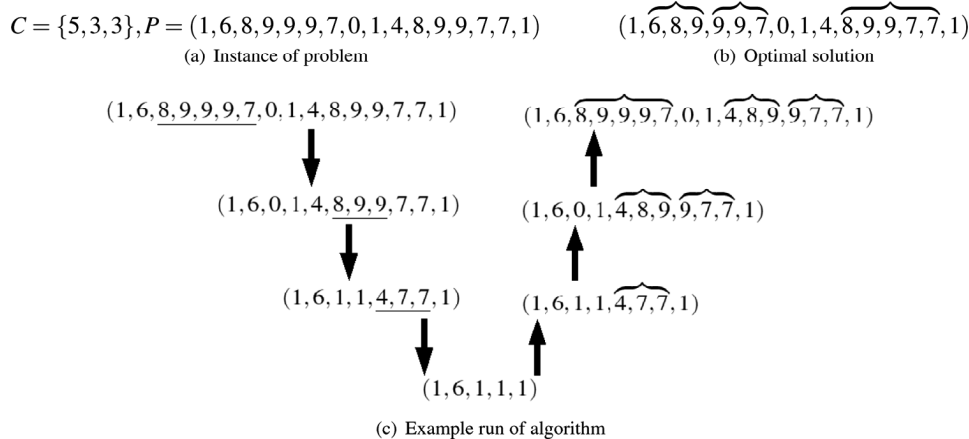 C = {5,3,3}, P = (1,6,8,9,9,9,7,0,1,4,8,9,9,7,7,1)
(a) Instance of problem
(1,6,8,9,9,9,7,0,1,4,8,9,9,7,7,1)
(b) Optimal solution
(1,6,8,9,9,9,7,0,1,4,8,9,9,7,7,1)
(1,6,8,9,9,9,7,0,1,4,8,9,9,7,7,1)
(1,6,0,1,4,8,9,9,7,7,1)
(1,6,0,1,4,8,9,9,7,7,1)
(1,6,1,1,4,7,7,1)
(1,6,1,1,4,7,7,1)
(1,6,1,1,1)
(c) Example run of algorithm